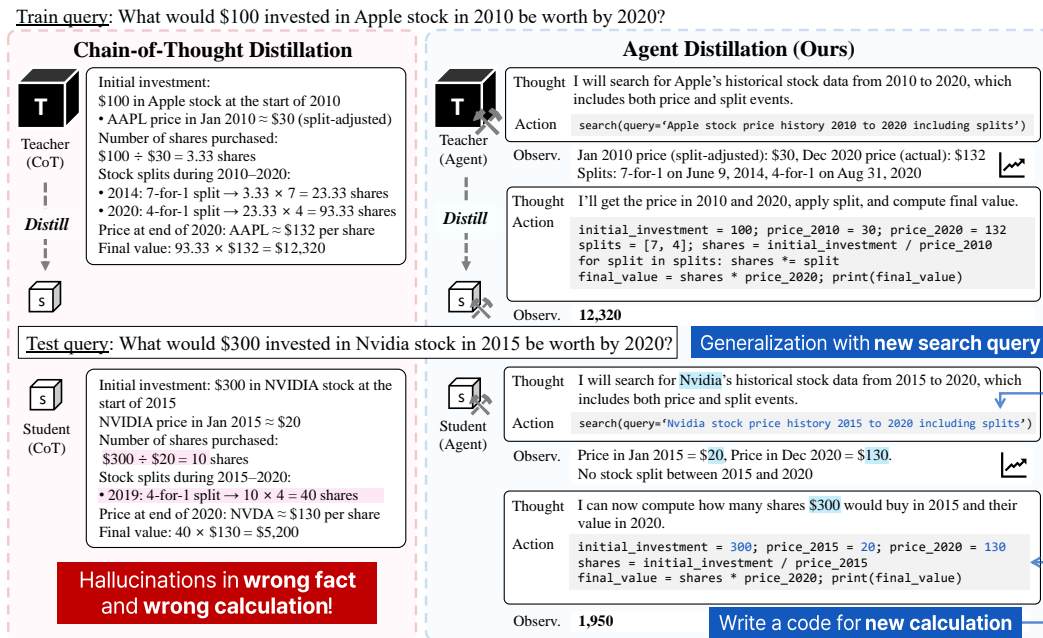 Train query: What would $100 invested in Apple stock in 2010 be worth by 2020?
Chain-of-Thought Distillation
T
Teacher
(CoT)
Distill
S
Initial investment:
$100 in Apple stock at the start of 2010
• AAPL price in Jan 2010 ≈ $30 (split-adjusted)
Number of shares purchased:
$100 ÷ $30 = 3.33 shares
Stock splits during 2010–2020:
• 2014: 7-for-1 split → 3.33 × 7 = 23.33 shares
• 2020: 4-for-1 split → 23.33 × 4 = 93.33 shares
Price at end of 2020: AAPL ≈ $132 per share
Final value: 93.33 × $132 = $12,320
Agent Distillation (Ours)
T
Teacher
(Agent)
Distill
S
Thought I will search for Apple's historical stock data from 2010 to 2020, which
includes both price and split events.
Action search(query=‘Apple stock price history 2010 to 2020 including splits’)
Observ. Jan 2010 price (split-adjusted): $30, Dec 2020 price (actual): $132
Splits: 7-for-1 on June 9, 2014, 4-for-1 on Aug 31, 2020
Thought I'll get the price in 2010 and 2020, apply split, and compute final value.
Action
initial_investment = 100; price_2010 = 30; price_2020 = 132
splits = [7, 4]; shares = initial_investment / price_2010
for split in splits: shares *= split
final_value = shares * price_2020; print(final_value)
Observ. 12,320
Test query: What would $300 invested in Nvidia stock in 2015 be worth by 2020?
Generalization with new search query
S
Student
(CoT)
Initial investment: $300 in NVIDIA stock at the
start of 2015
NVIDIA price in Jan 2015 ≈ $20
Number of shares purchased:
$300 ÷ $20 = 10 shares
Stock splits during 2015–2020:
• 2019: 4-for-1 split → 10 × 4 = 40 shares
Price at end of 2020: NVDA ≈ $130 per share
Final value: 40 × $130 = $5,200
Hallucinations in wrong fact
and wrong calculation!
S
Student
(Agent)
Thought I will search for Nvidia's historical stock data from 2015 to 2020, which
includes both price and split events.
Action search(query=‘Nvidia stock price history 2015 to 2020 including splits’)
Observ. Price in Jan 2015 = $20, Price in Dec 2020 = $130.
No stock split between 2015 and 2020
Thought I can now compute how many shares $300 would buy in 2015 and their
value in 2020.
Action
initial_investment = 300; price_2015 = 20; price_2020 = 130
shares = initial_investment / price_2015
final_value = shares * price_2020; print(final_value)
Observ. 1,950
Write a code for new calculation